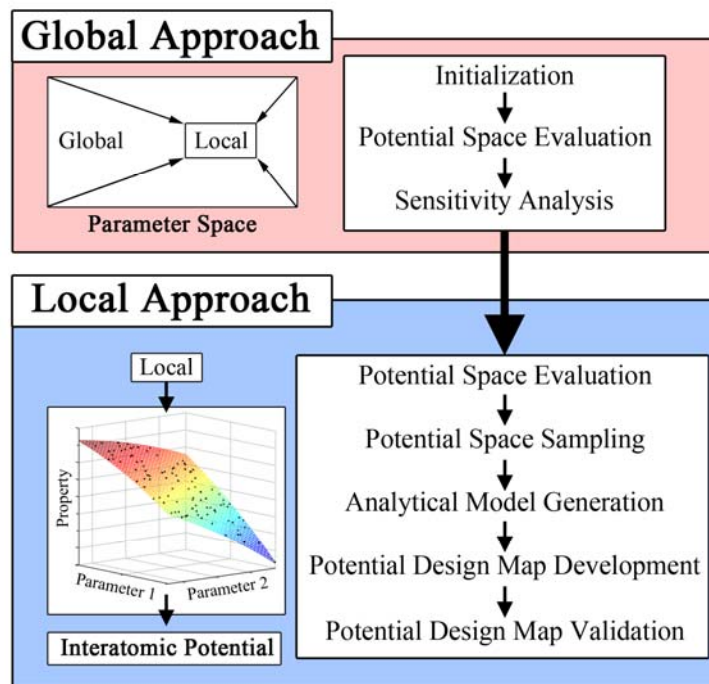 Global Approach
Global
Local
Parameter Space
Initialization
Potential Space Evaluation
Sensitivity Analysis
Local Approach
Local
Property
Parameter 1
Parameter 2
Interatomic Potential
Potential Space Evaluation
Potential Space Sampling
Analytical Model Generation
Potential Design Map Development
Potential Design Map Validation